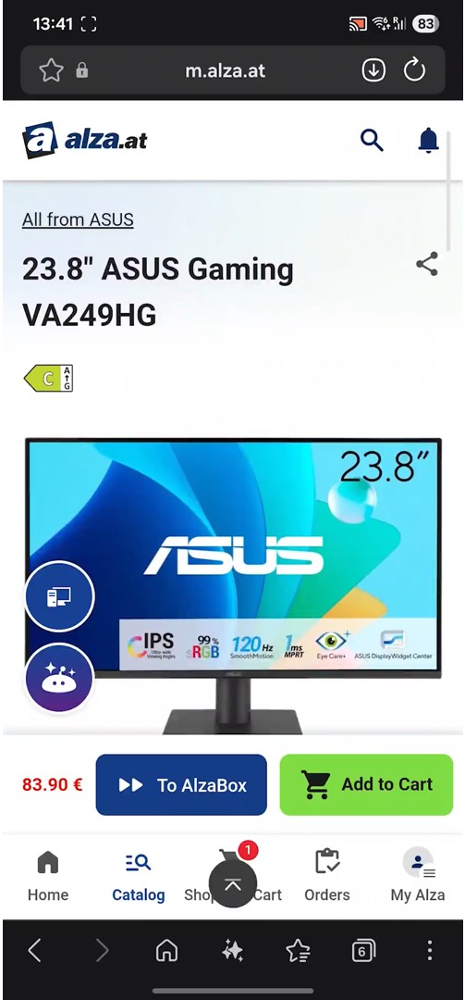 13:41
R
83
m.alza.at
a alza.at
All from ASUS
23.8" ASUS Gaming
VA249HG
C
A
G
23.8"
ASUS
IPS
Ultra-wide
Viewing Angles
99%
sRGB
120Hz
SmoothMotion
1ms
MPRT
Eye Care+
ASUS DisplayWidget Center
ASUS
83.90 €
To AlzaBox
Add to Cart
1
Home
Catalog
Cart
Orders
My Alza
6